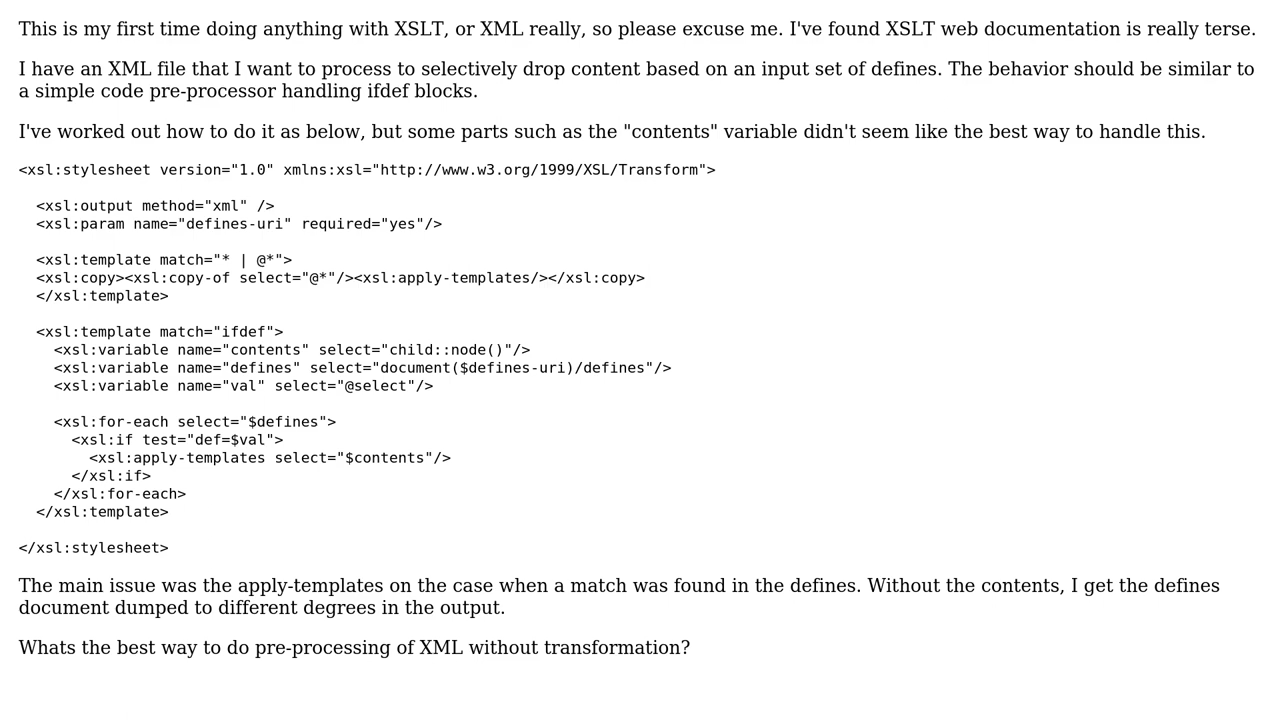 This is my first time doing anything with XSLT, or XML really, so please excuse me. I've found XSLT web documentation is really terse.
I have an XML file that I want to process to selectively drop content based on an input set of defines. The behavior should be similar to
a simple code pre-processor handling ifdef blocks.
I've worked out how to do it as below, but some parts such as the "contents" variable didn't seem like the best way to handle this.
<xsl:stylesheet version="1.0" xmlns:xsl="http://www.w3.org/1999/XSL/Transform">
  <xsl:output method="xml" />
  <xsl:param name="defines-uri" required="yes"/>
  <xsl:template match="* | @*">
  <xsl:copy><xsl:copy-of select="@*"/><xsl:apply-templates/></xsl:copy>
  </xsl:template>
  <xsl:template match="ifdef">
    <xsl:variable name="contents" select="child::node()"/>
    <xsl:variable name="defines" select="document($defines-uri)/defines"/>
    <xsl:variable name="val" select="@select"/>
    <xsl:for-each select="$defines">
      <xsl:if test="def=$val">
        <xsl:apply-templates select="$contents"/>
      </xsl:if>
    </xsl:for-each>
  </xsl:template>
</xsl:stylesheet>
The main issue was the apply-templates on the case when a match was found in the defines. Without the contents, I get the defines
document dumped to different degrees in the output.
Whats the best way to do pre-processing of XML without transformation?